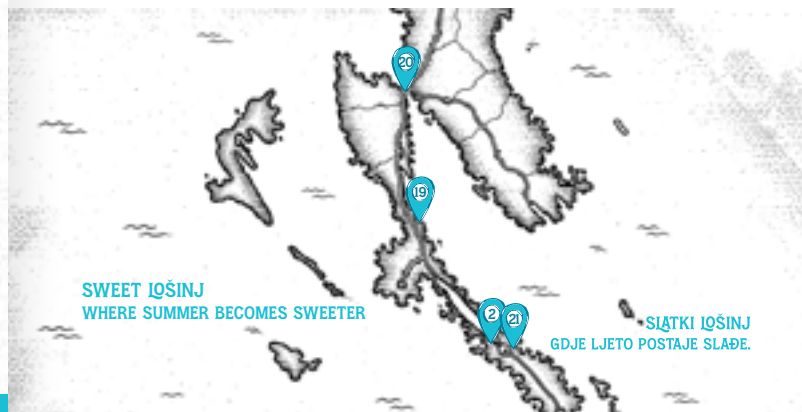 20
19
SWEET LOŠINJ
WHERE SUMMER BECOMES SWEETER
2
21
SLATKI LOŠINJ
GDJE LJETO POSTAJE SLAĐE.